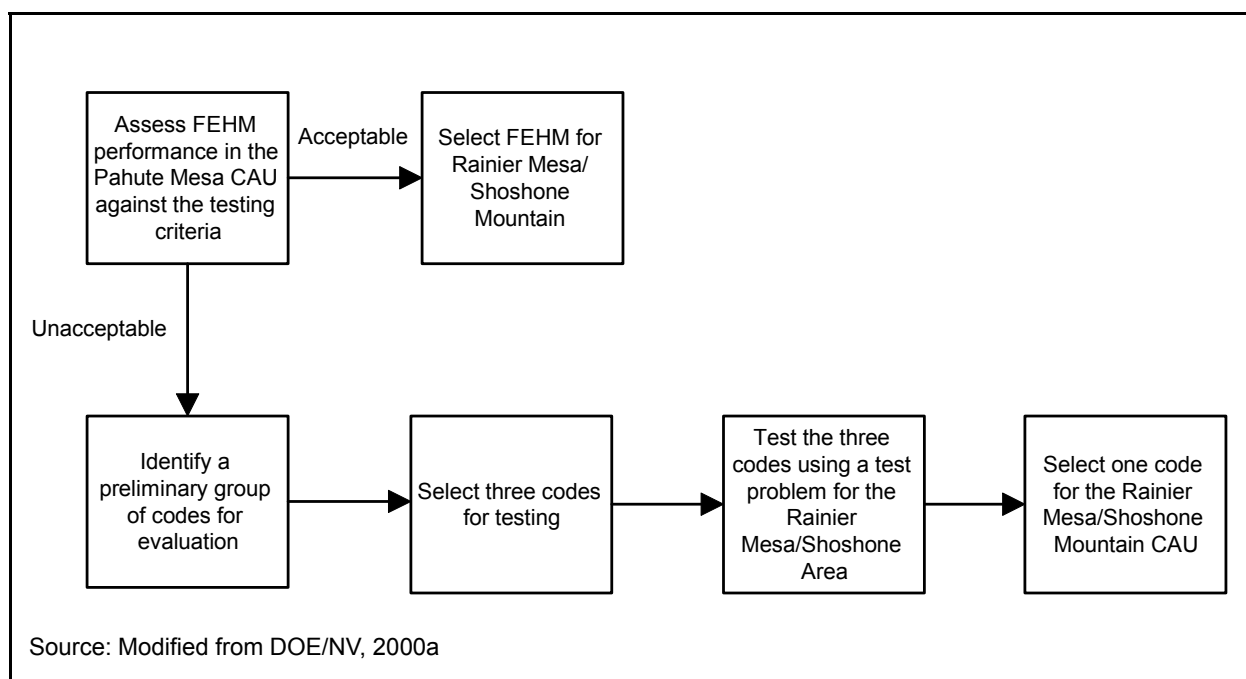 Assess FEHM
performance in the
Pahute Mesa CAU
against the testing
criteria
Acceptable
Select FEHM for
Rainier Mesa/
Shoshone
Mountain
Unacceptable
Identify a
preliminary group
of codes for
evaluation
Select three codes
for testing
Test the three
codes using a test
problem for the
Rainier
Mesa/Shoshone
Area
Select one code
for the Rainier
Mesa/Shoshone
Mountain CAU
Source: Modified from DOE/NV, 2000a